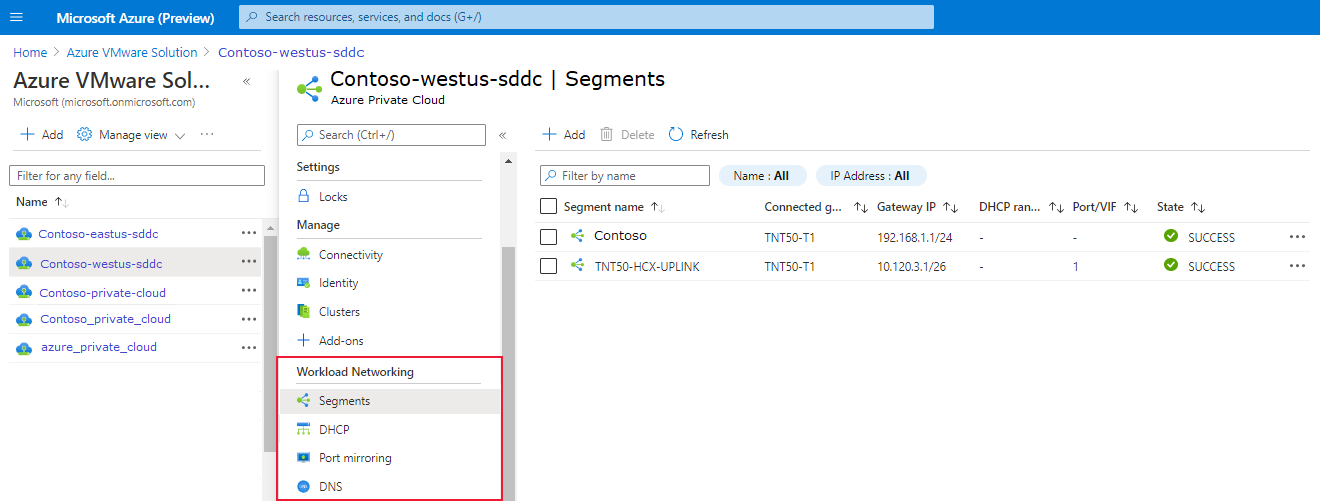 Microsoft Azure (Preview)
Search resources, services, and docs (G+/)
Home > Azure VMware Solution > Contoso-westus-sddc
Azure VMware Sol... «
Microsoft (microsoft.onmicrosoft.com)
Add Manage view ...
Filter for any field...
Name ↑↓
Contoso-eastus-sddc ...
Contoso-westus-sddc ...
Contoso-private-cloud ...
Contoso_private_cloud ...
azure_private_cloud ...
Contoso-westus-sddc | Segments
Azure Private Cloud
Search (Ctrl+/) «
Settings
Locks
Manage
Connectivity
Identity
Clusters
Add-ons
Workload Networking
Segments
DHCP
Port mirroring
DNS
Add Delete Refresh
Filter by name Name : All IP Address : All
Segment name ↑↓ Connected g... ↑↓ Gateway IP ↑↓ DHCP ran... ↑↓ Port/VIF ↑↓ State ↑↓
Contoso TNT50-T1 192.168.1.1/24 - - SUCCESS ...
TNT50-HCX-UPLINK TNT50-T1 10.120.3.1/26 - 1 SUCCESS ...